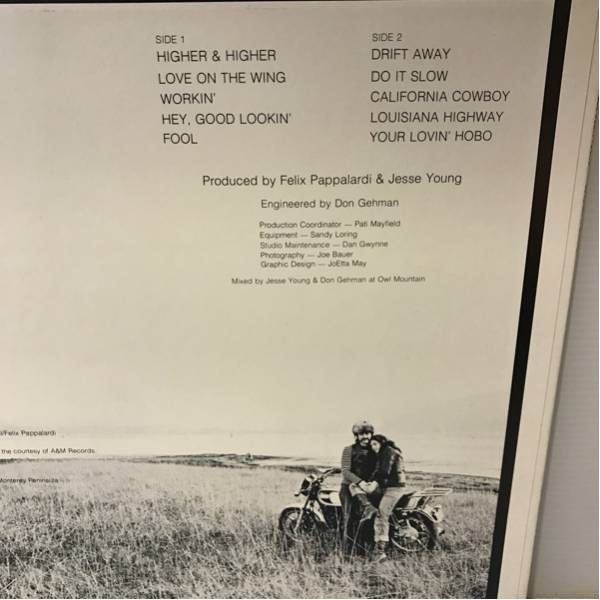 SIDE 1
HIGHER & HIGHER
LOVE ON THE WING
WORKIN'
HEY, GOOD LOOKIN'
FOOL
SIDE 2
DRIFT AWAY
DO IT SLOW
CALIFORNIA COWBOY
LOUISIANA HIGHWAY
YOUR LOVIN' HOBO
Produced by Felix Pappalardi & Jesse Young
Engineered by Don Gehman
Production Coordinator — Pati Mayfield
Equipment — Sandy Loring
Studio Maintenance — Dan Gwynne
Photography — Joe Bauer
Graphic Design — JoEtta May
Mixed by Jesse Young & Don Gehman at Owl Mountain
/Felix Pappalardi
the courtesy of A&M Records
Monterey Peninsula